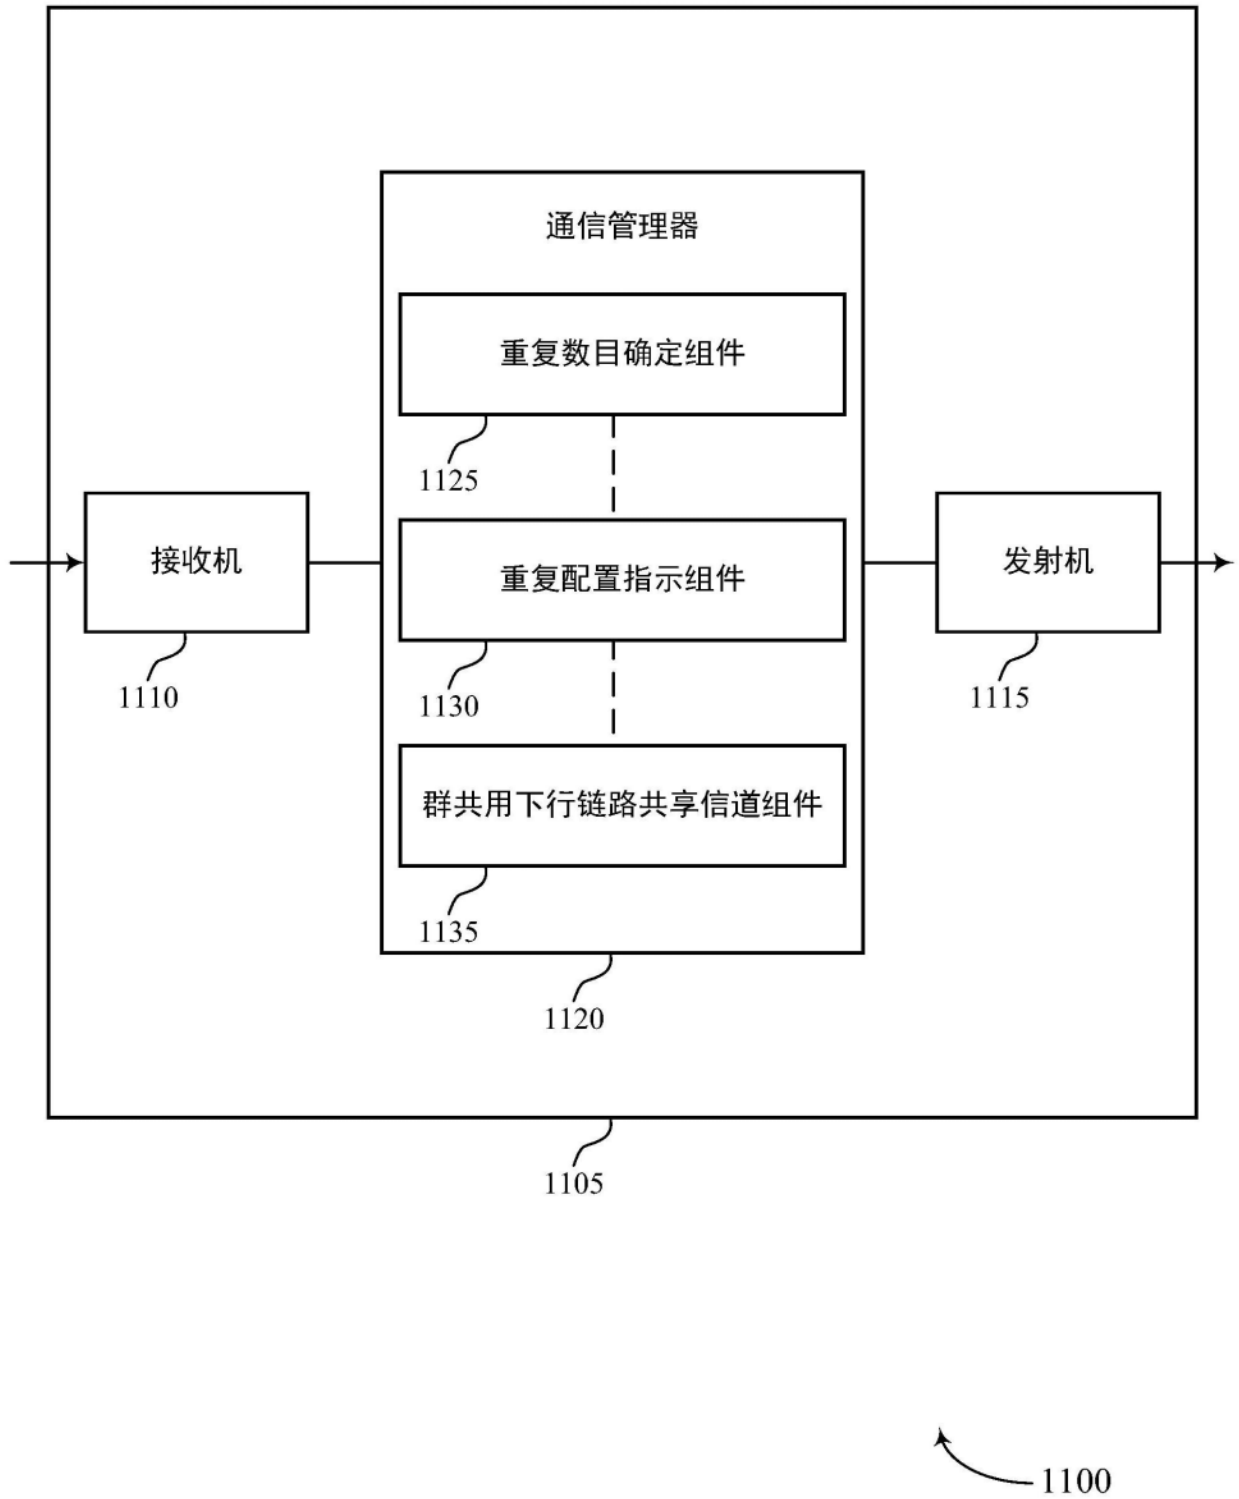 通信管理器
重复数目确定组件
1125
接收机
重复配置指示组件
发射机
1110
1130
1115
群共用下行链路共享信道组件
1135
1120
1105
1100